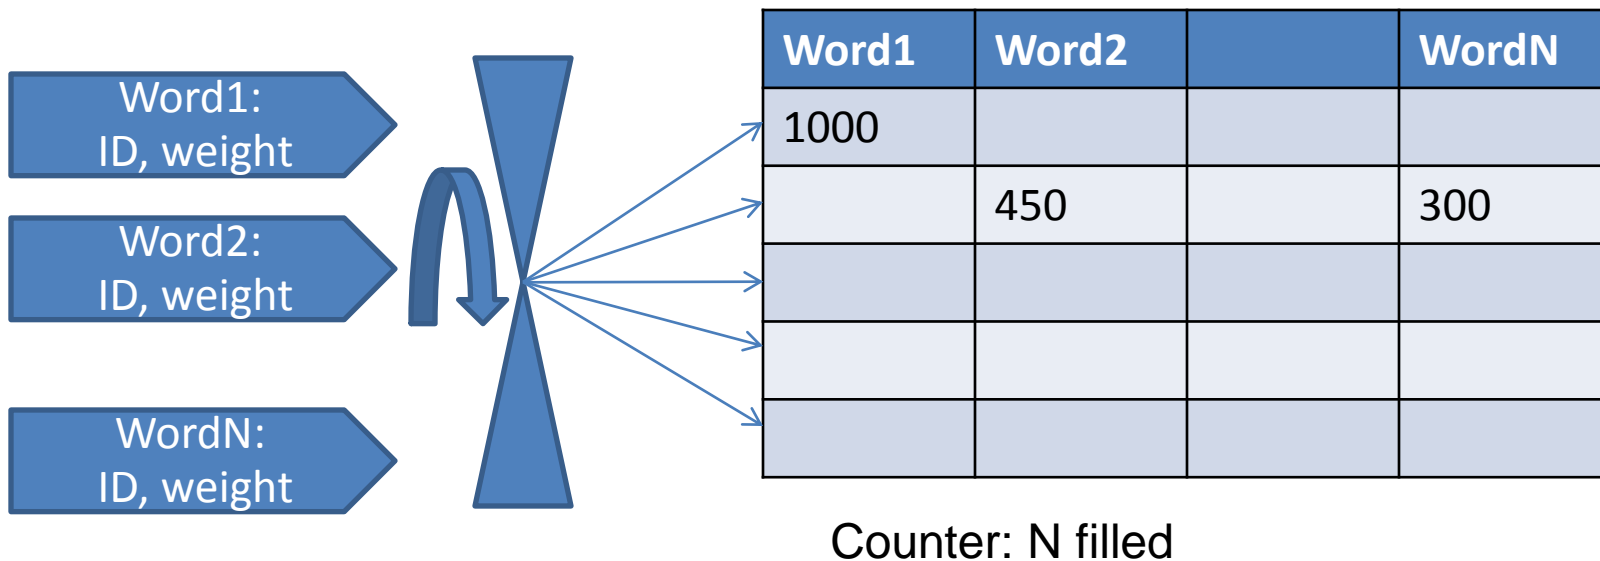 Word1:
ID, weight
Word2:
ID, weight
WordN:
ID, weight
Word1 Word2 WordN
1000
450 300
Counter: N filled